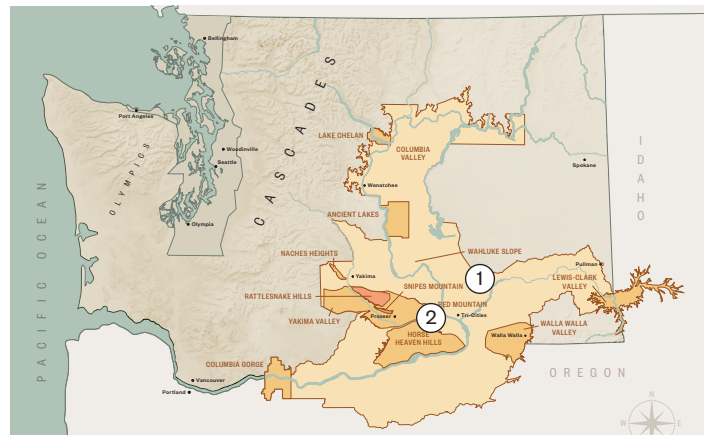 Bellingham
Port Angeles
OLYMPICS
Woodinville
Seattle
Olympia
CASCADES
PACIFIC OCEAN
LAKE CHELAN
COLUMBIA
VALLEY
Spokane
IDAHO
Wenatchee
ANCIENT LAKES
WAHLUKE SLOPE
NACHES HEIGHTS
Yakima
SNIPES MOUNTAIN
1
Pullman
LEWIS-CLARK
VALLEY
RATTLESNAKE HILLS
RED MOUNTAIN
2
Prosser
Tri-Cities
YAKIMA VALLEY
HORSE
HEAVEN HILLS
WALLA WALLA
VALLEY
Walla Walla
COLUMBIA GORGE
Vancouver
Portland
OREGON
N
W
E
S